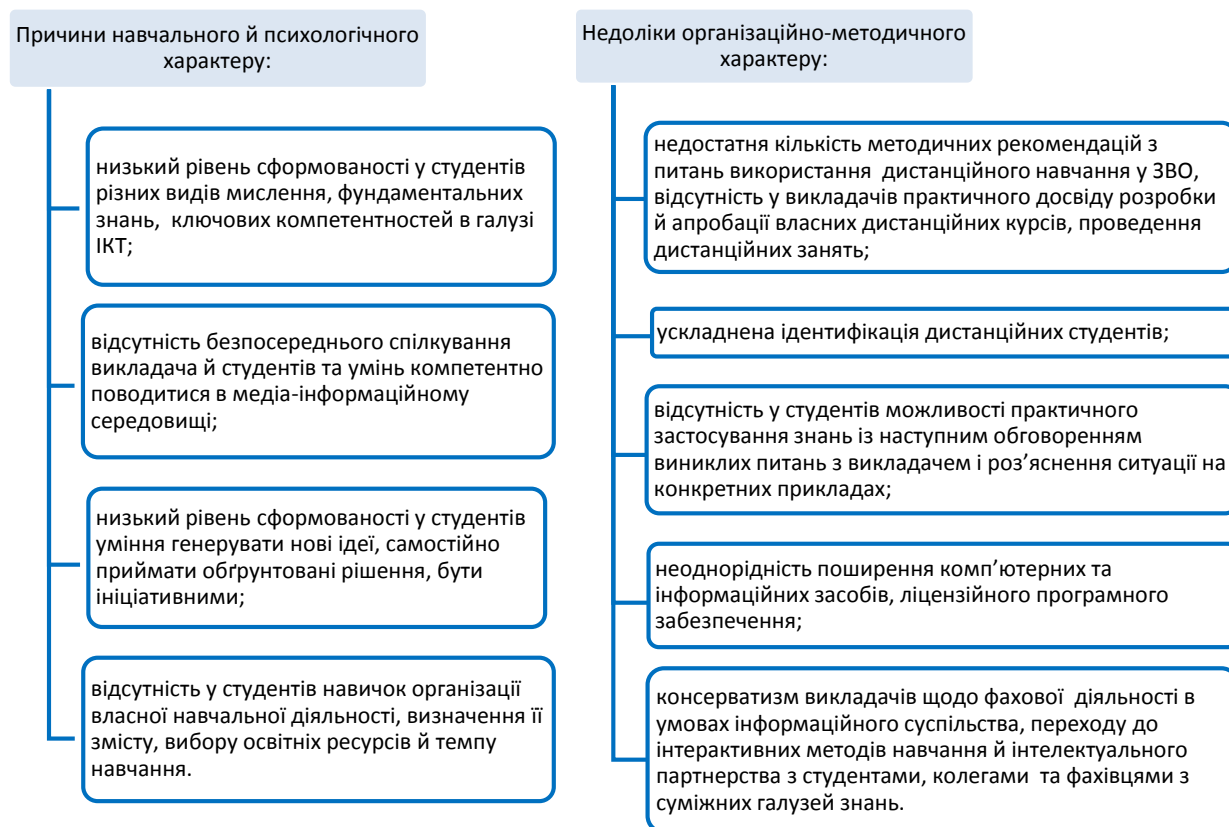 Причини навчального й психологічного
характеру:
низький рівень сформованості у студентів
різних видів мислення, фундаментальних
знань, ключових компетентностей в галузі
ІКТ;
відсутність безпосереднього спілкування
викладача й студентів та умінь компетентно
поводитися в медіа-інформаційному
середовищі;
низький рівень сформованості у студентів
уміння генерувати нові ідеї, самостійно
приймати обґрунтовані рішення, бути
ініціативними;
відсутність у студентів навичок організації
власної навчальної діяльності, визначення її
змісту, вибору освітніх ресурсів й темпу
навчання.
Недоліки організаційно-методичного
характеру:
недостатня кількість методичних рекомендацій з
питань використання дистанційного навчання у ЗВО,
відсутність у викладачів практичного досвіду розробки
й апробації власних дистанційних курсів, проведення
дистанційних занять;
ускладнена ідентифікація дистанційних студентів;
відсутність у студентів можливості практичного
застосування знань із наступним обговоренням
виниклих питань з викладачем і роз’яснення ситуації на
конкретних прикладах;
неоднорідність поширення комп’ютерних та
інформаційних засобів, ліцензійного програмного
забезпечення;
консерватизм викладачів щодо фахової діяльності в
умовах інформаційного суспільства, переходу до
інтерактивних методів навчання й інтелектуального
партнерства з студентами, колегами та фахівцями з
суміжних галузей знань.